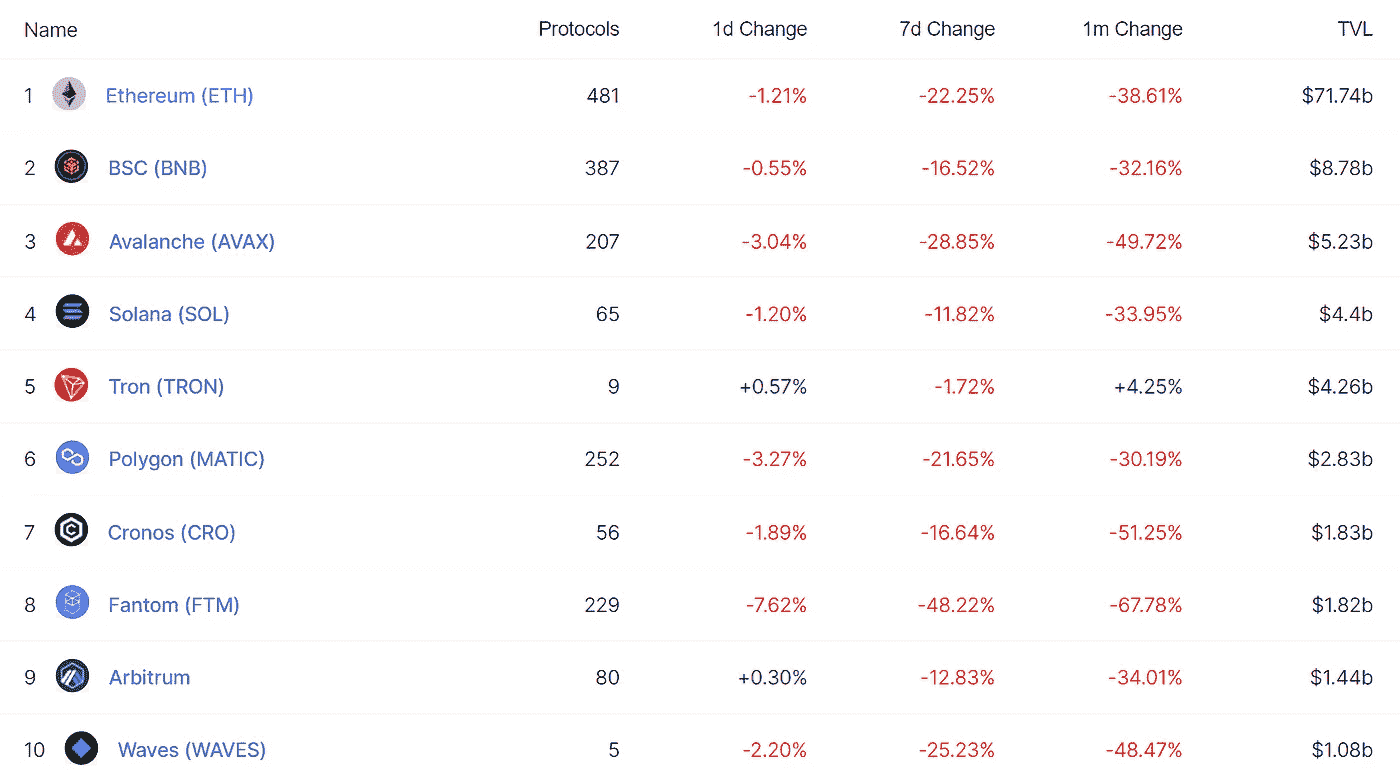 Name Protocols 1d Change 7d Change 1m Change TVL
1 Ethereum (ETH) 481 -1.21% -22.25% -38.61% $71.74b
2 BSC (BNB) 387 -0.55% -16.52% -32.16% $8.78b
3 Avalanche (AVAX) 207 -3.04% -28.85% -49.72% $5.23b
4 Solana (SOL) 65 -1.20% -11.82% -33.95% $4.4b
5 Tron (TRON) 9 +0.57% -1.72% +4.25% $4.26b
6 Polygon (MATIC) 252 -3.27% -21.65% -30.19% $2.83b
7 Cronos (CRO) 56 -1.89% -16.64% -51.25% $1.83b
8 Fantom (FTM) 229 -7.62% -48.22% -67.78% $1.82b
9 Arbitrum 80 +0.30% -12.83% -34.01% $1.44b
10 Waves (WAVES) 5 -2.20% -25.23% -48.47% $1.08b